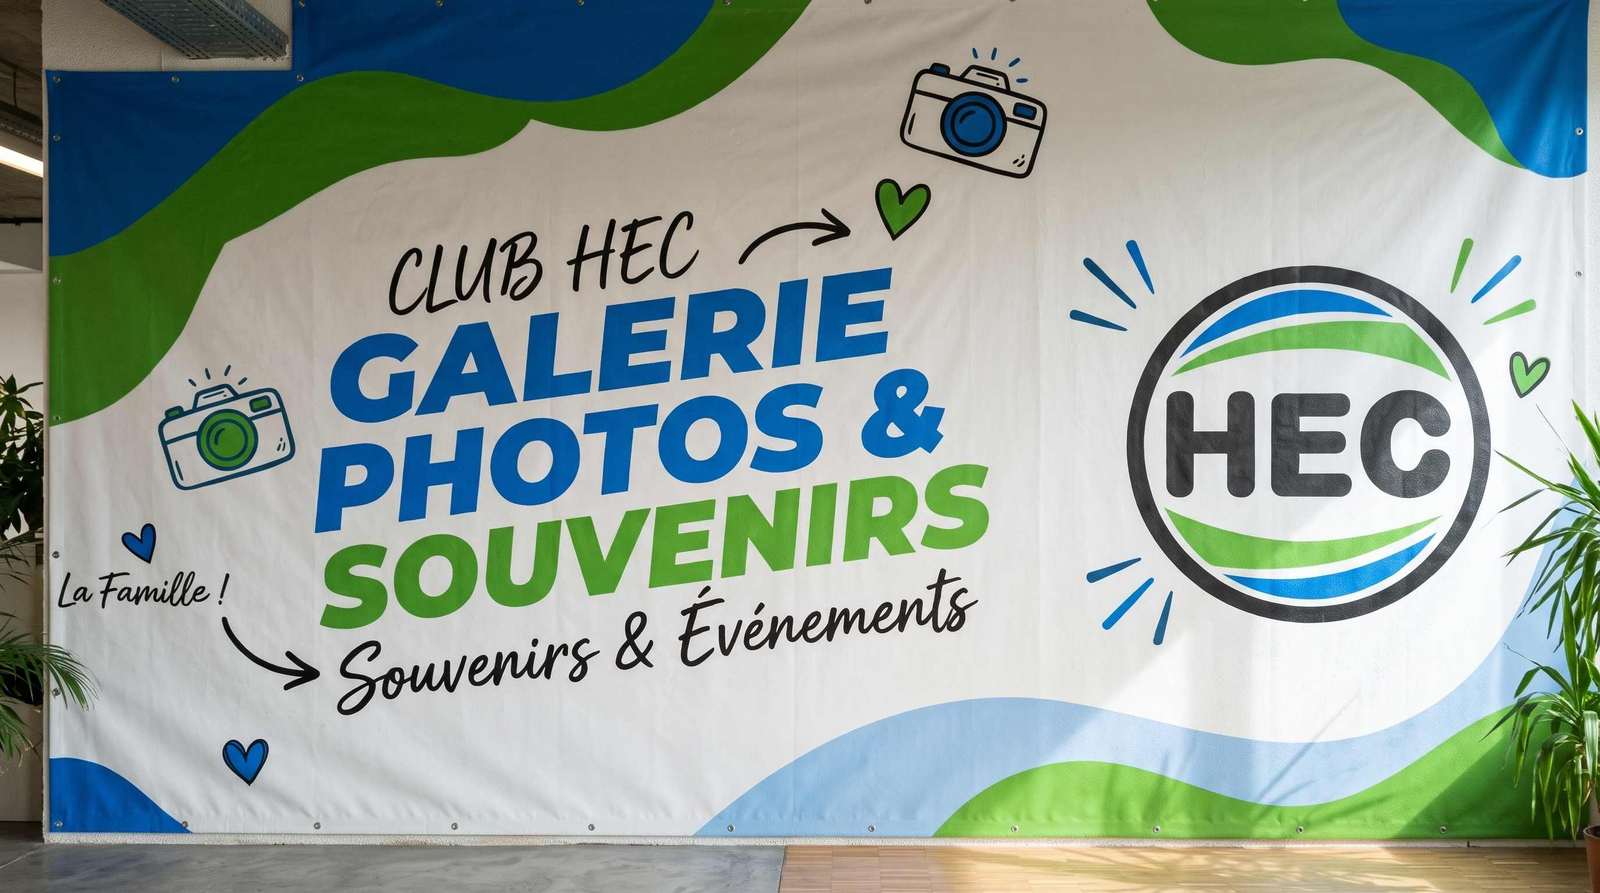 CLUB HEC
GALERIE
PHOTOS &
SOUVENIRS
Souvenirs & Événements
La Famille !
HEC